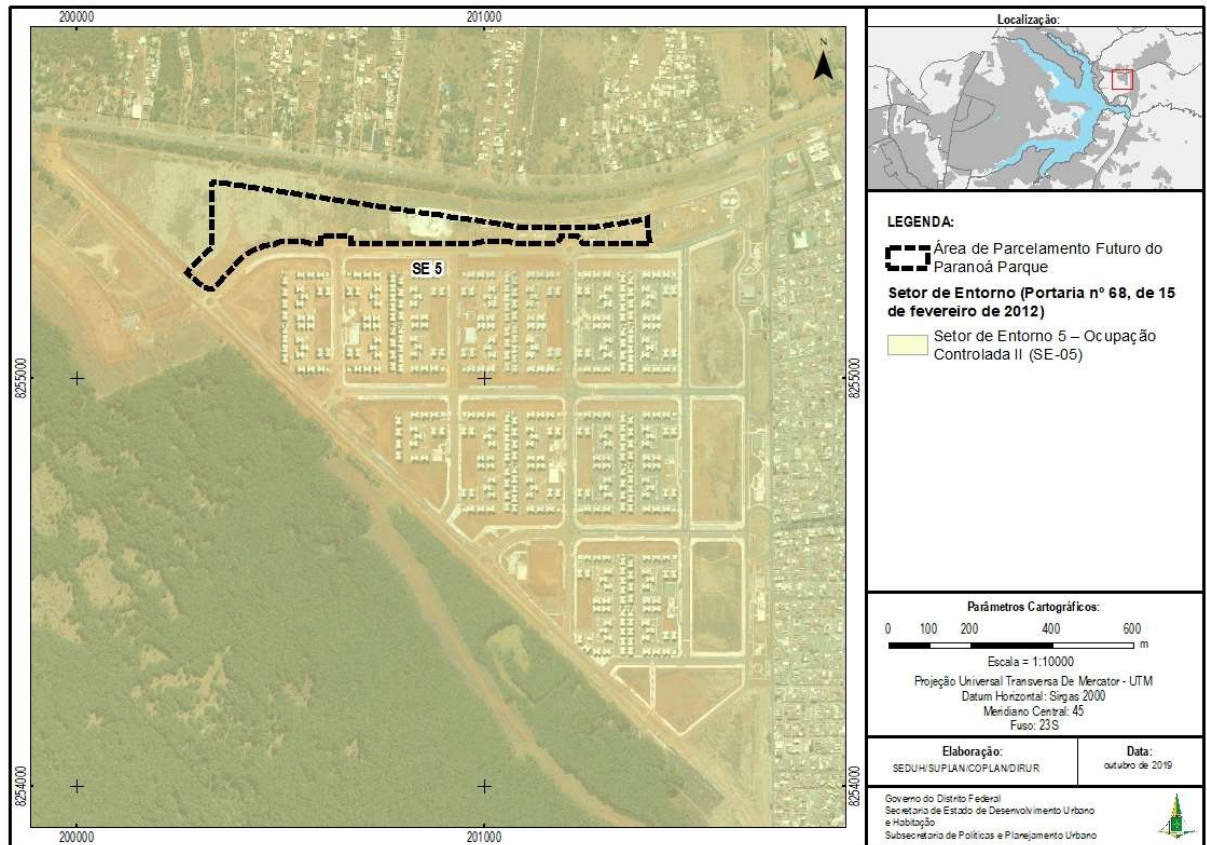 200000
201000
8255000
8255000
8254000
8254000
200000
201000
N
SE 5
Localização:
LEGENDA:
Área de Parcelamento Futuro do
Paranoá Parque
Setor de Entorno (Portaria nº 68, de 15
de fevereiro de 2012)
Setor de Entorno 5 – Ocupação
Controlada II (SE-05)
Parâmetros Cartográficos:
0 100 200 400 600
m
Escala = 1:10000
Projeção Universal Transversa De Mercator - UTM
Datum Horizontal: Sirgas 2000
Meridiano Central: 45
Fuso: 23S
Elaboração:
SEDUH/SUPLAN/COPLAN/DIRUR
Data:
outubro de 2019
Governo do Distrito Federal
Secretaria de Estado de Desenvolvimento Urbano
e Habitação
Subsecretaria de Políticas e Planejamento Urbano